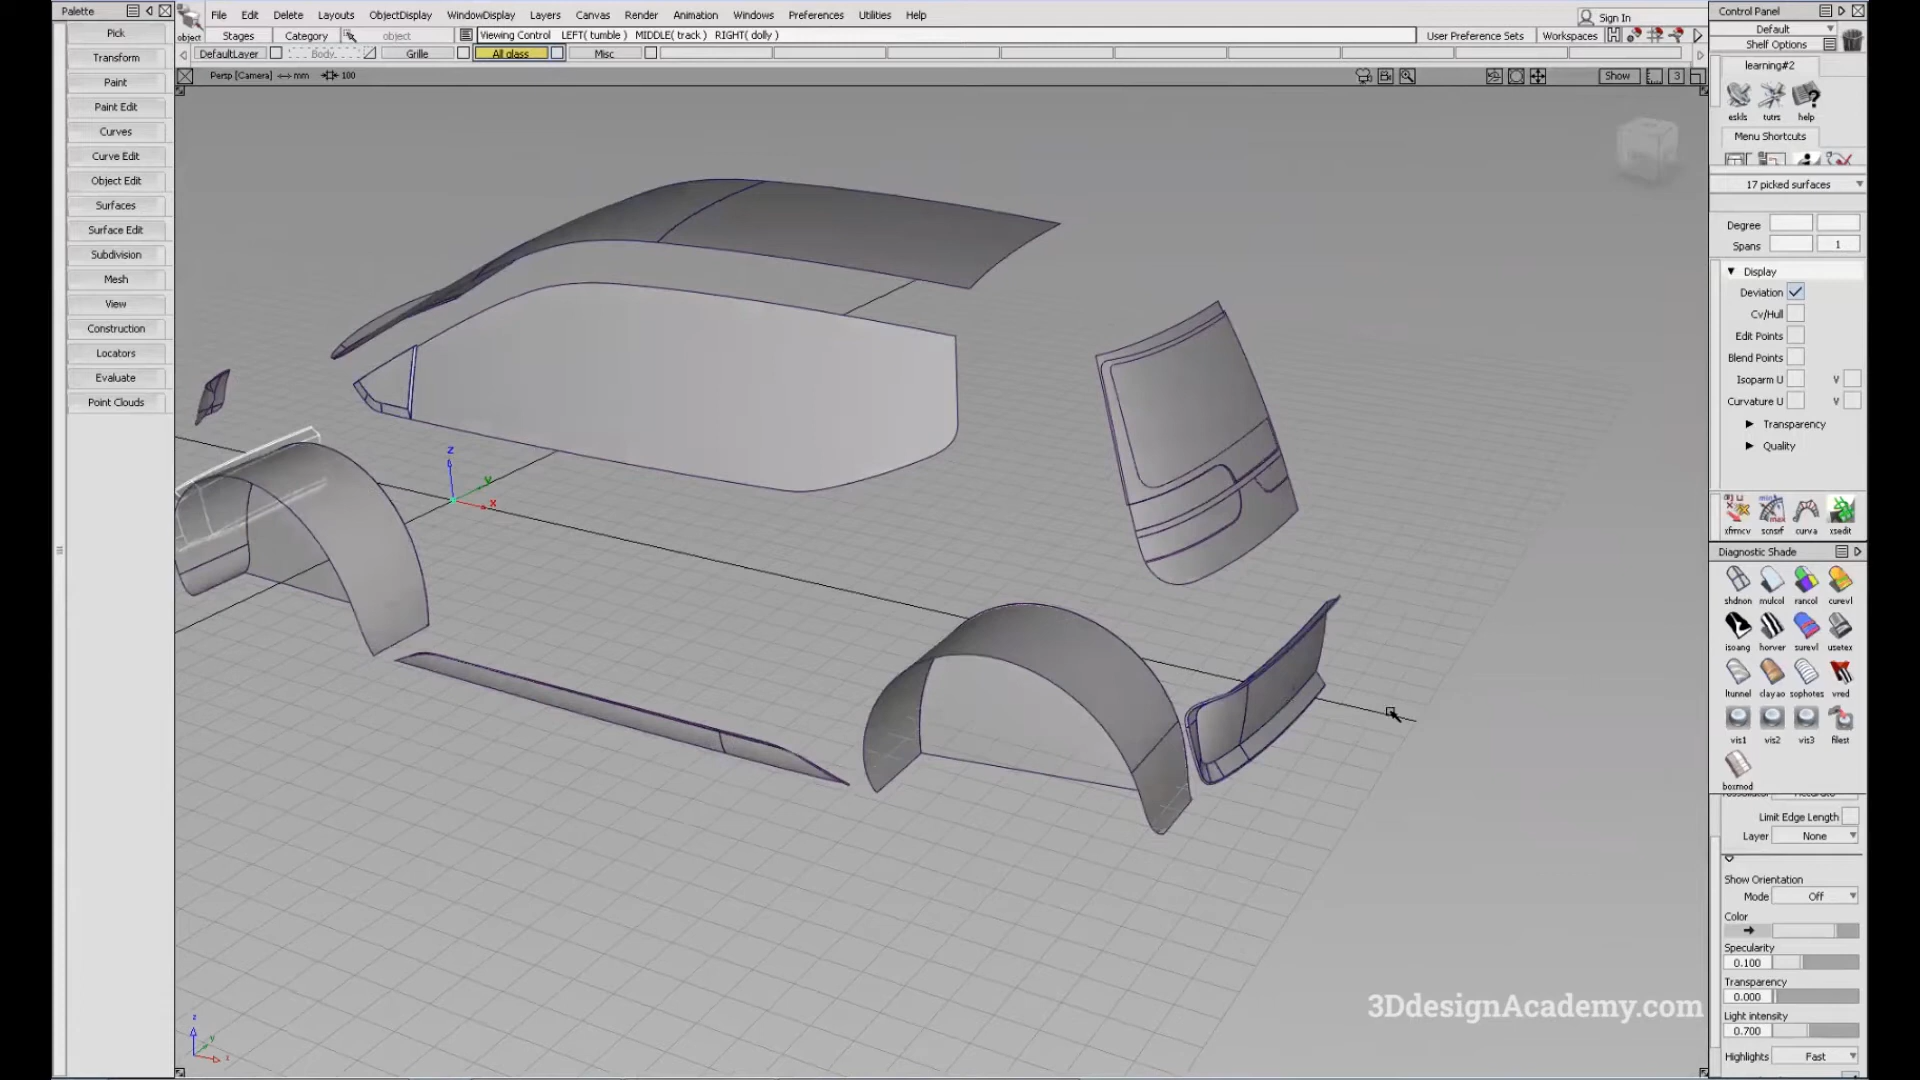 Palette
Pick
Transform
Paint
Paint Edit
Curves
Curve Edit
Object Edit
Surfaces
Surface Edit
Subdivision
Mesh
View
Construction
Locators
Evaluate
Point Clouds
File Edit Delete Layouts ObjectDisplay WindowDisplay Layers Canvas Render Animation Windows Preferences Utilities Help
Sign In
object
Stages Category object Viewing Control LEFT( tumble ) MIDDLE( track ) RIGHT( dolly )
User Preference Sets Workspaces
DefaultLayer Body Grille All glass Misc
Persp [Camera] mm 100
Show 3
z
y
x
z
y
Control Panel
Default
Shelf Options
learning#2
eskls tutrs help
Menu Shortcuts
17 picked surfaces
Degree
Spans 1
Display
Deviation
Cv/Hull
Edit Points
Blend Points
Isoparm U V
Curvature U V
Transparency
Quality
xfrmcv scnsrf curva xsedit
Diagnostic Shade
shdnon mulcol rancol curevl
isoang horver surevl usetex
ltunnel clayao sophotes vred
vis1 vis2 vis3 filest
boxmod
Limit Edge Length
Layer None
Show Orientation
Mode Off
Color
Specularity
0.100
Transparency
0.000
Light intensity
0.700
Highlights Fast
3DdesignAcademy.com